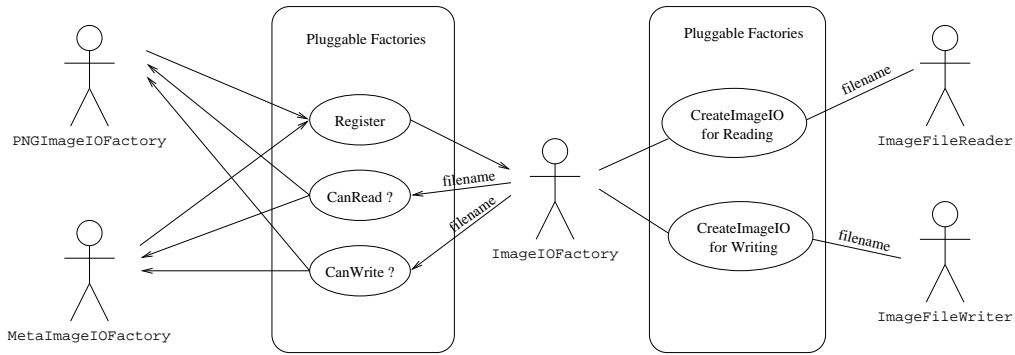 Pluggable Factories
Pluggable Factories
PNGImageIOFactory
Register
CanRead ?
CanWrite ?
MetaImageIOFactory
filename
filename
ImageIOFactory
CreateImageIO
for Reading
CreateImageIO
for Writing
filename
filename
ImageFileReader
ImageFileWriter